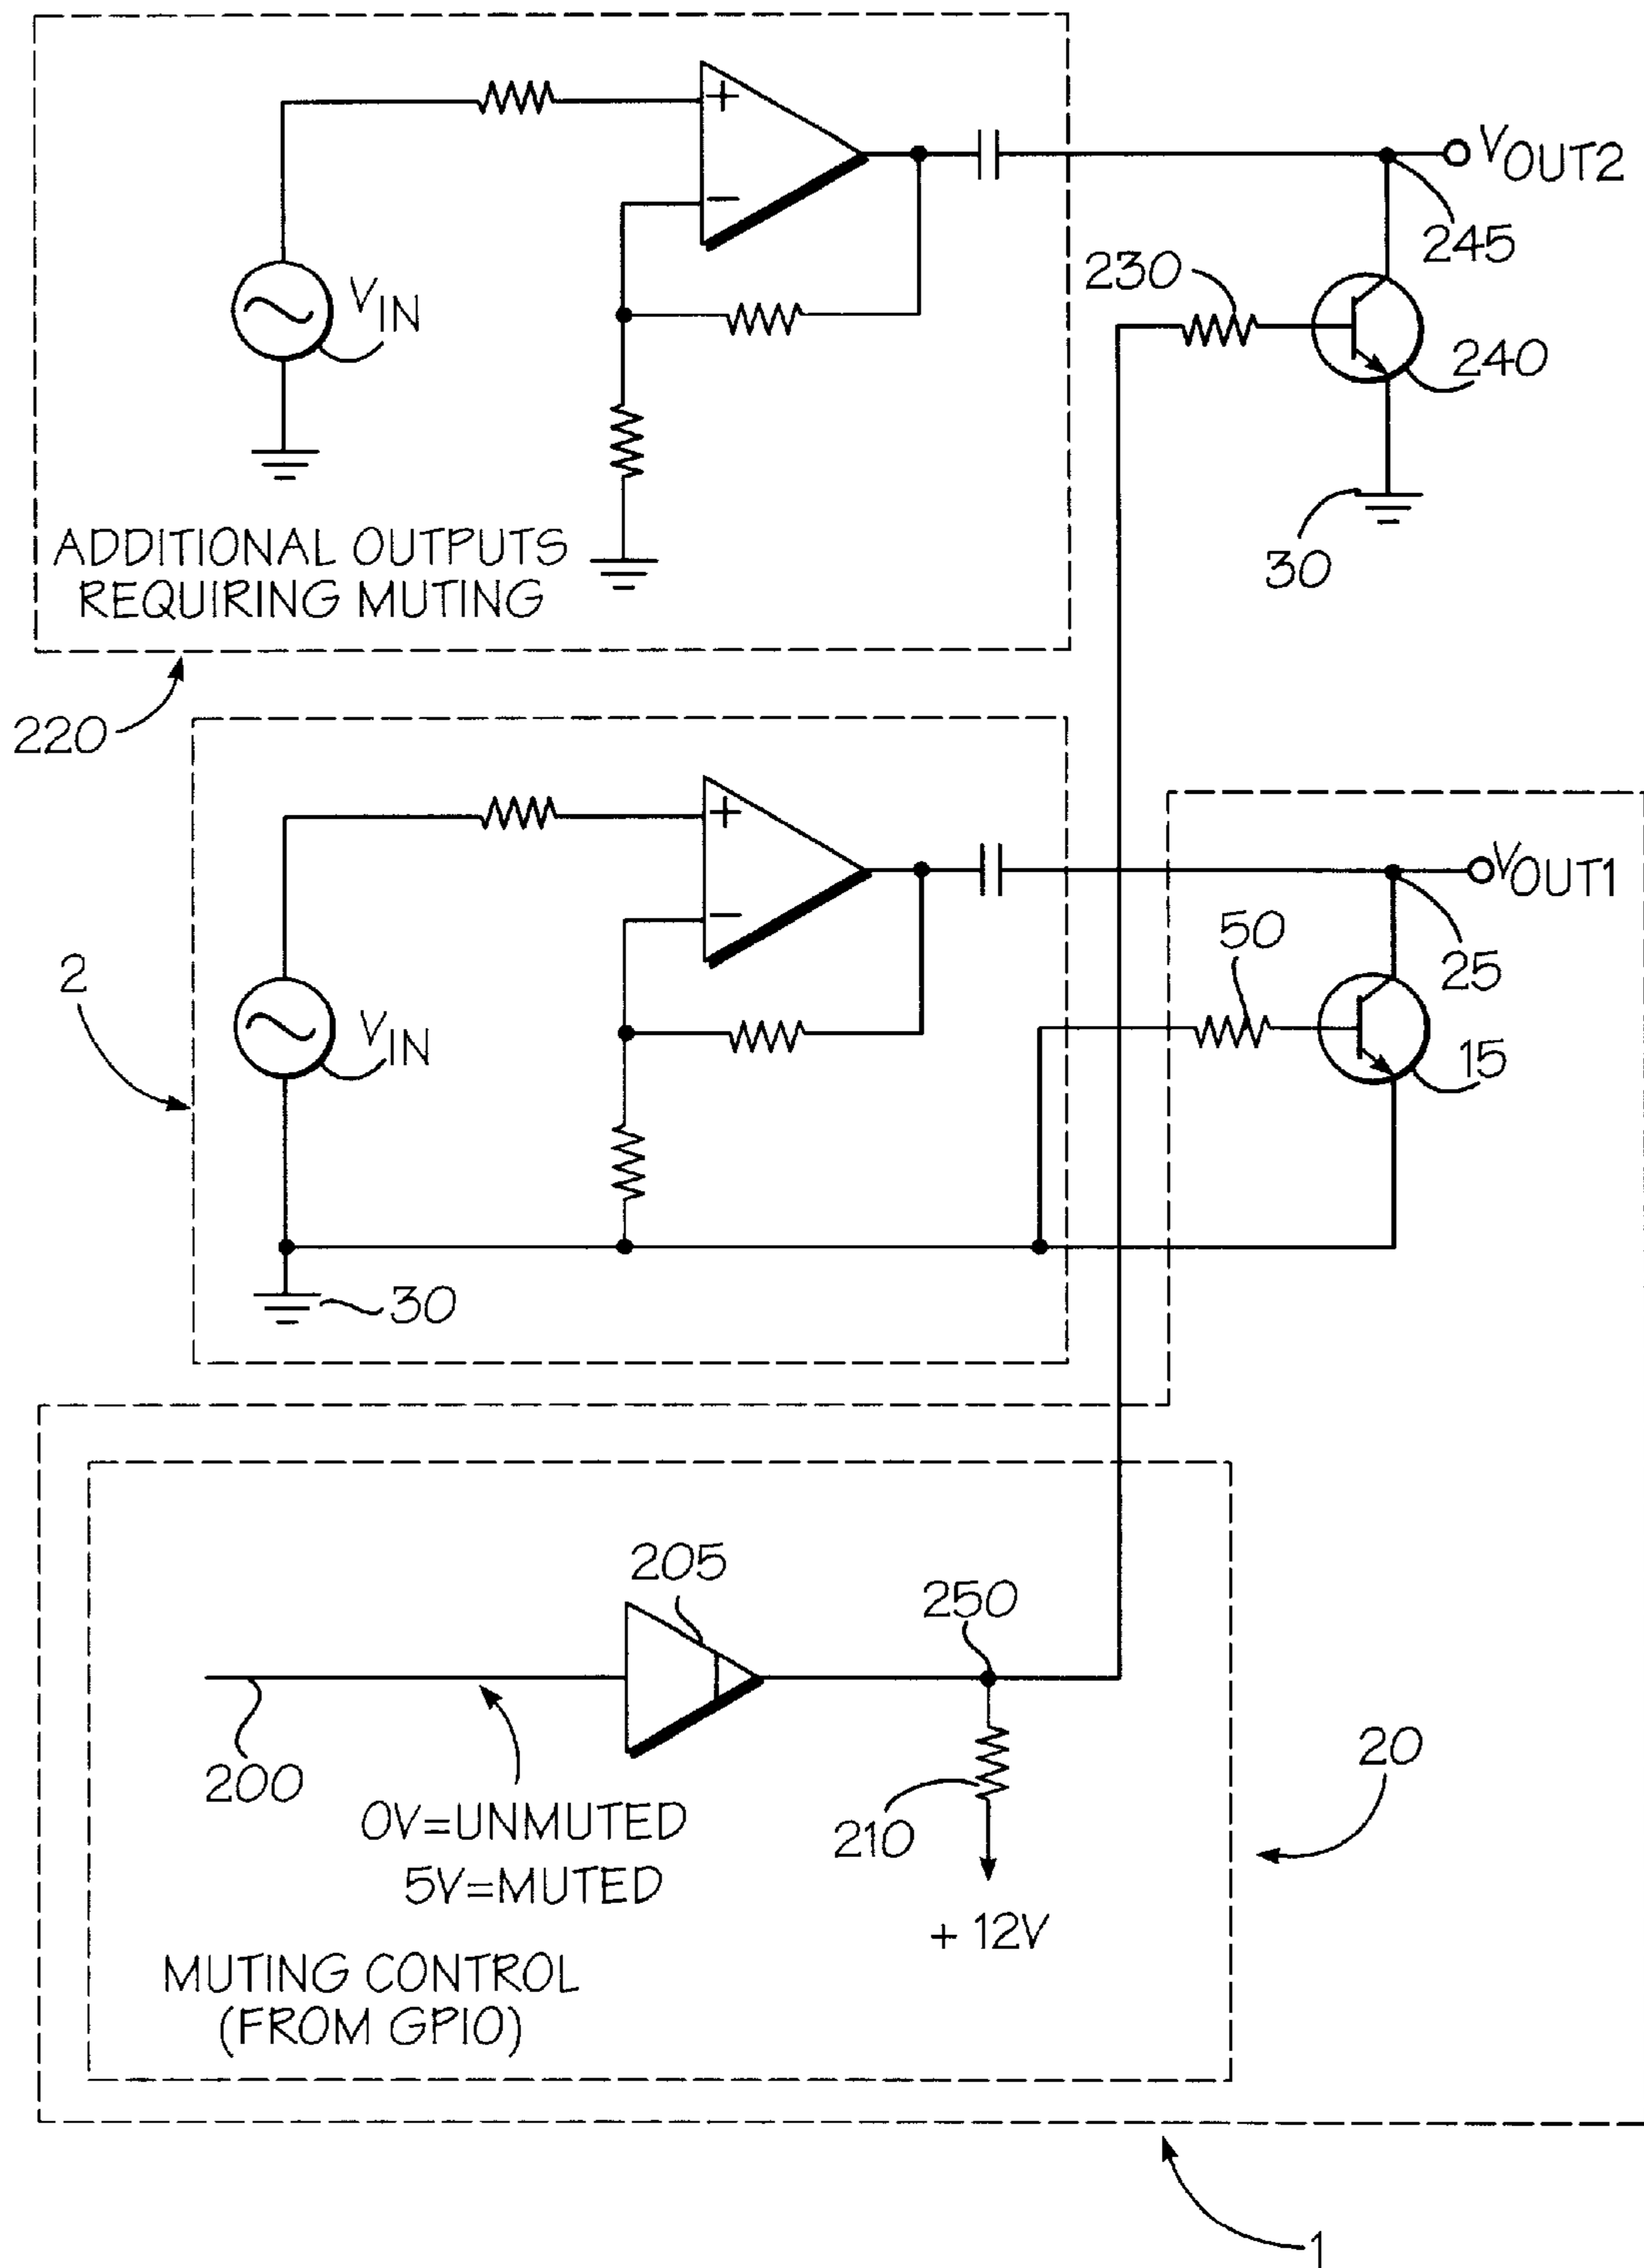 +
−
V_OUT2
245
230
V_IN
240
30
ADDITIONAL OUTPUTS
REQUIRING MUTING
220
+
−
V_OUT1
50
25
2
V_IN
15
30
205
250
200
210
20
0V=UNMUTED
5V=MUTED
+ 12V
MUTING CONTROL
(FROM GPIO)
1